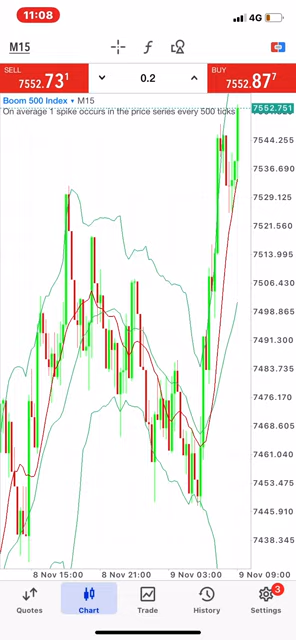 11:08
4G
M15
SELL
7552.73¹
0.2
BUY
7552.87⁷
Boom 500 Index ▾ M15
On average 1 spike occurs in the price series every 500 ticks
7552.751
7544.255
7536.690
7529.125
7521.560
7513.995
7506.430
7498.865
7491.300
7483.735
7476.170
7468.605
7461.040
7453.475
7445.910
7438.345
8 Nov 15:00
8 Nov 21:00
9 Nov 03:00
9 Nov 09:00
3
Quotes
Chart
Trade
History
Settings